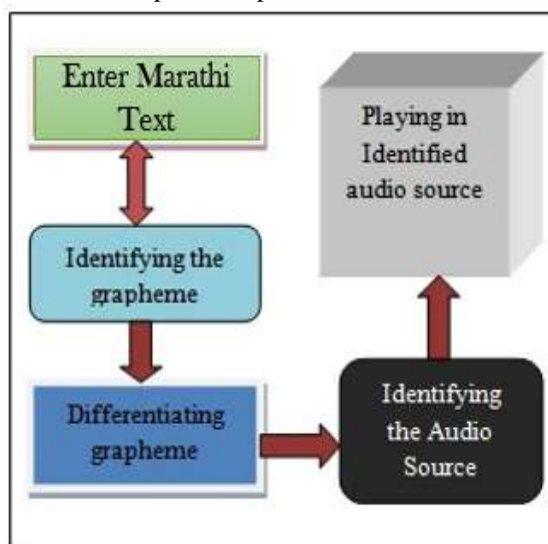 Enter Marathi
Text
Identifying the
grapheme
Differentiating
grapheme
Identifying
the Audio
Source
Playing in
Identified
audio source